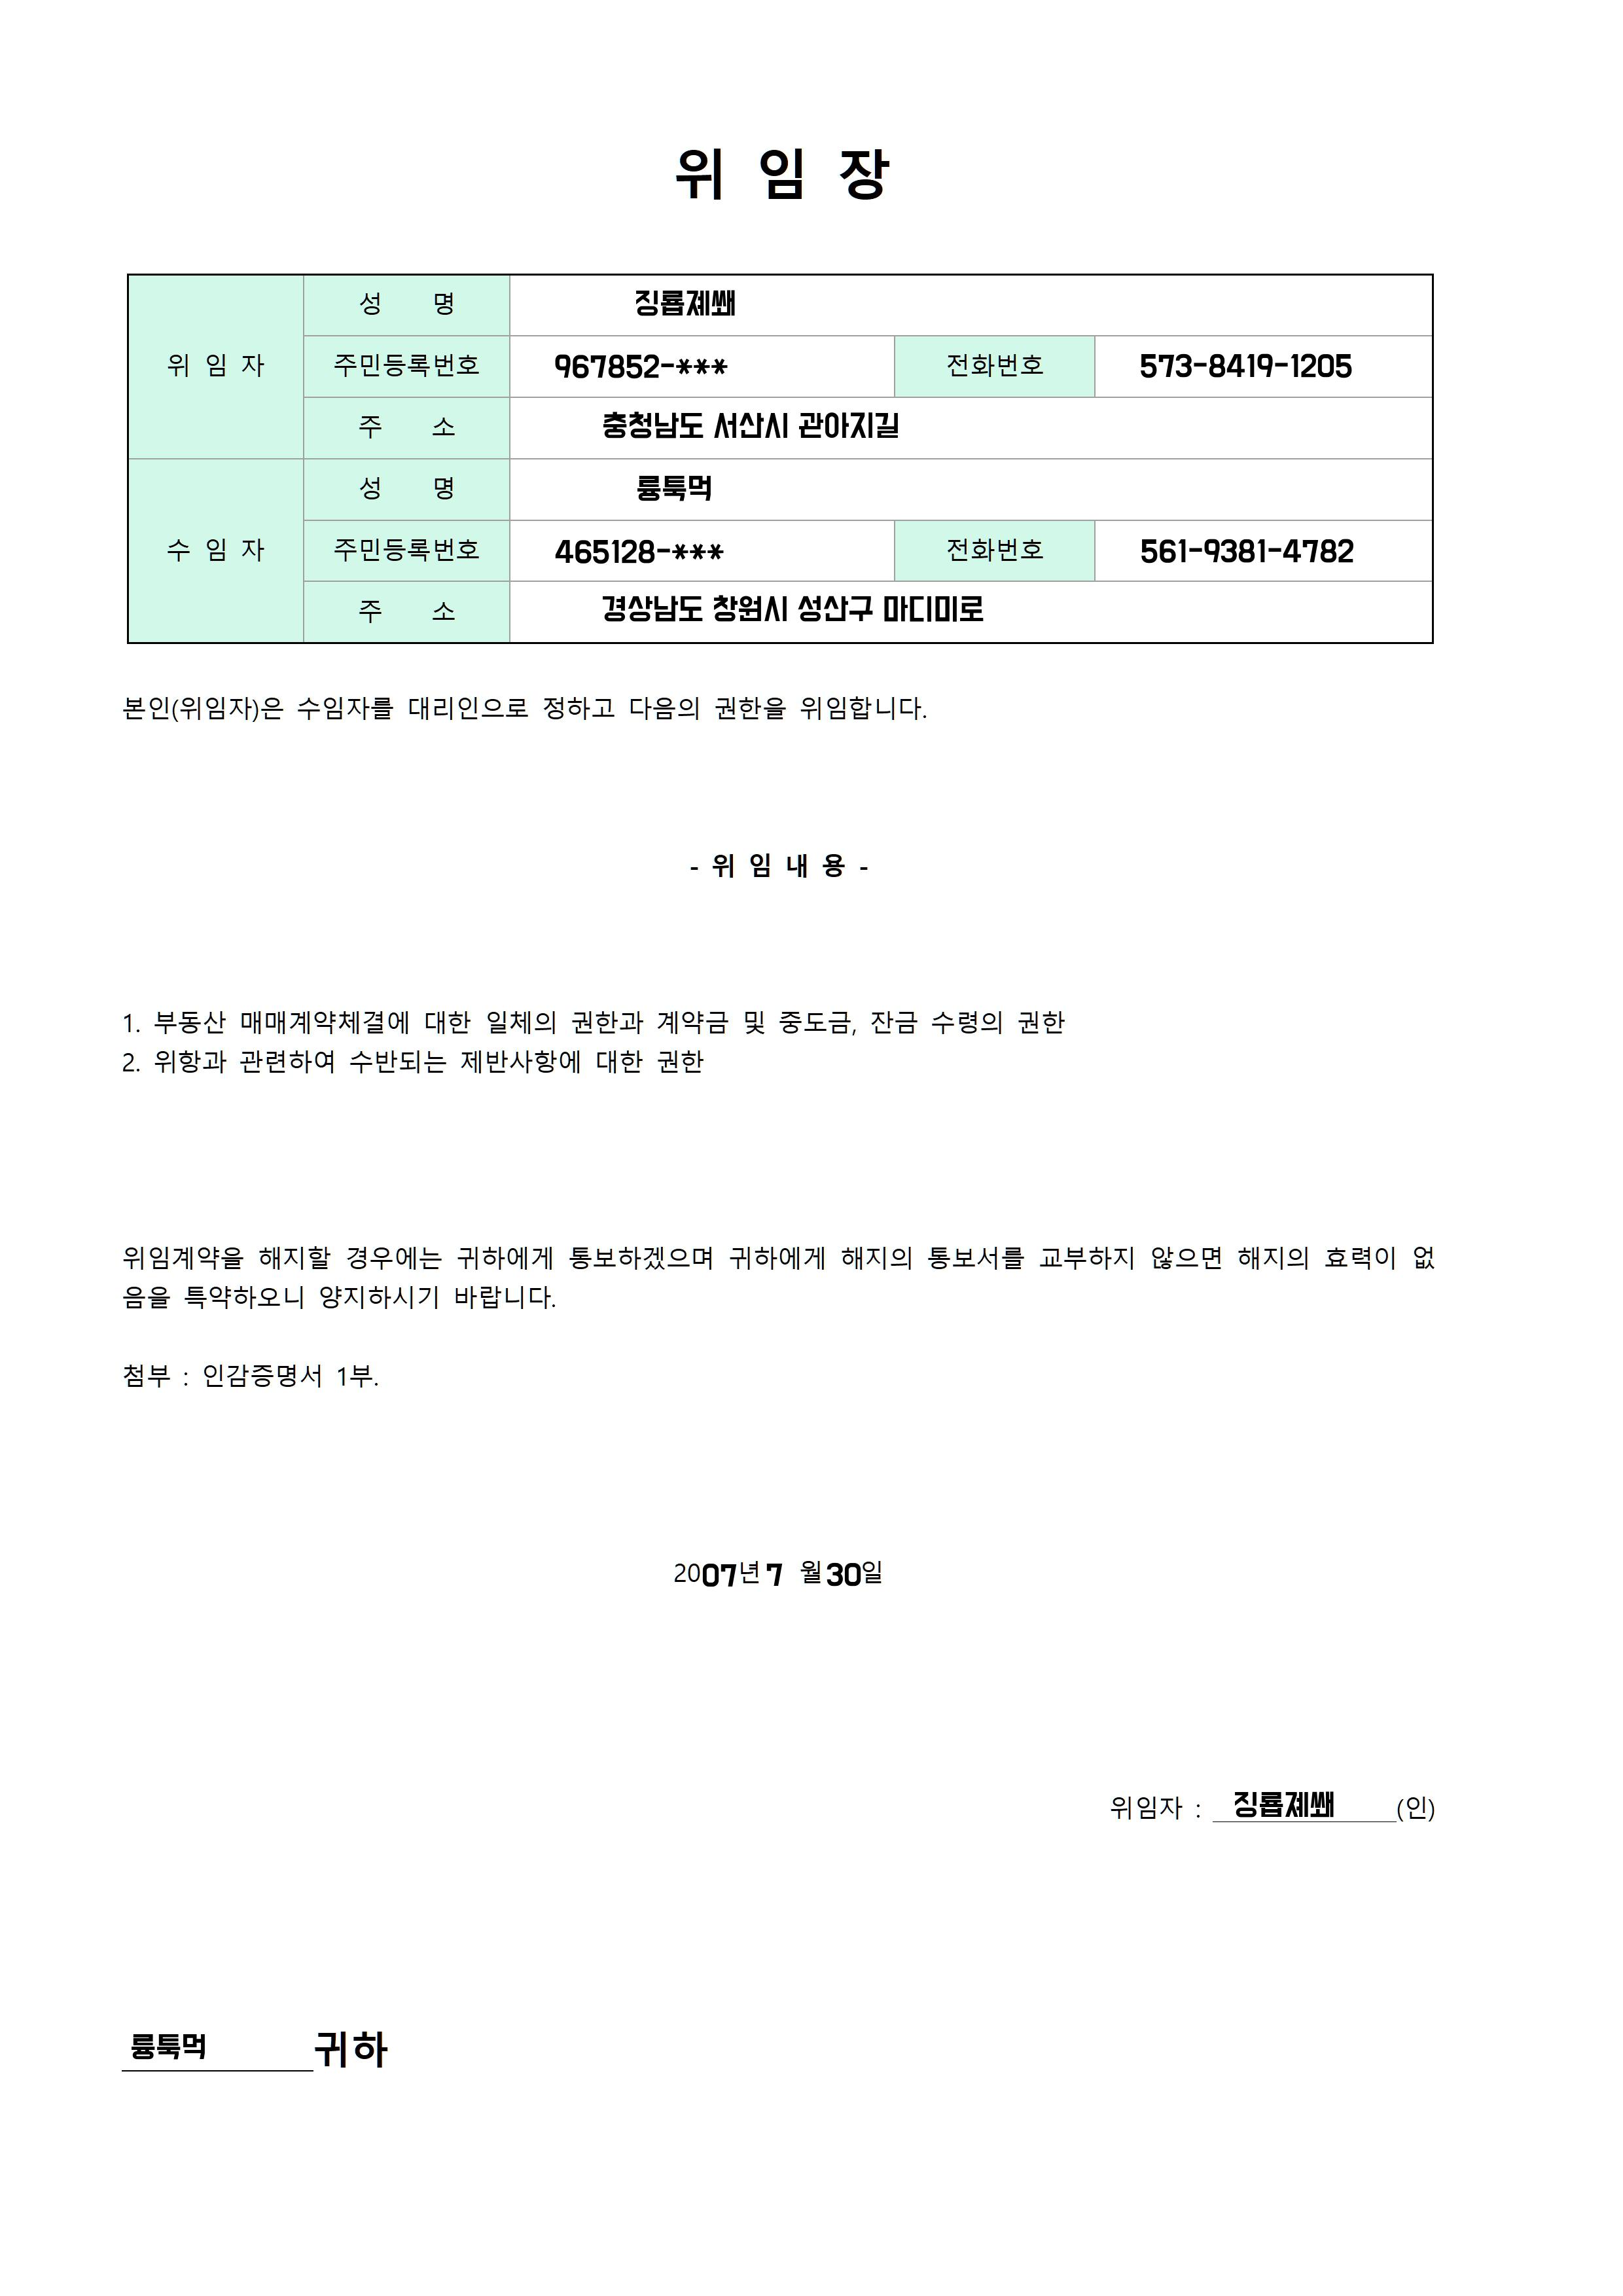 위 임 장
위 임 자
성 명 징룝졔쐐
주민등록번호 967852-*** 전화번호 573-8419-1205
주 소 충청남도 서산시 관아지길
수 임 자
성 명 륭툭먹
주민등록번호 465128-*** 전화번호 561-9381-4782
주 소 경상남도 창원시 성산구 마디미로
본인(위임자)은 수임자를 대리인으로 정하고 다음의 권한을 위임합니다.
- 위 임 내 용 -
1. 부동산 매매계약체결에 대한 일체의 권한과 계약금 및 중도금, 잔금 수령의 권한
2. 위항과 관련하여 수반되는 제반사항에 대한 권한
위임계약을 해지할 경우에는 귀하에게 통보하겠으며 귀하에게 해지의 통보서를 교부하지 않으면 해지의 효력이 없
음을 특약하오니 양지하시기 바랍니다.
첨부 : 인감증명서 1부.
2007년 7 월 30일
위임자 : 징룝졔쐐 (인)
륭툭먹 귀하